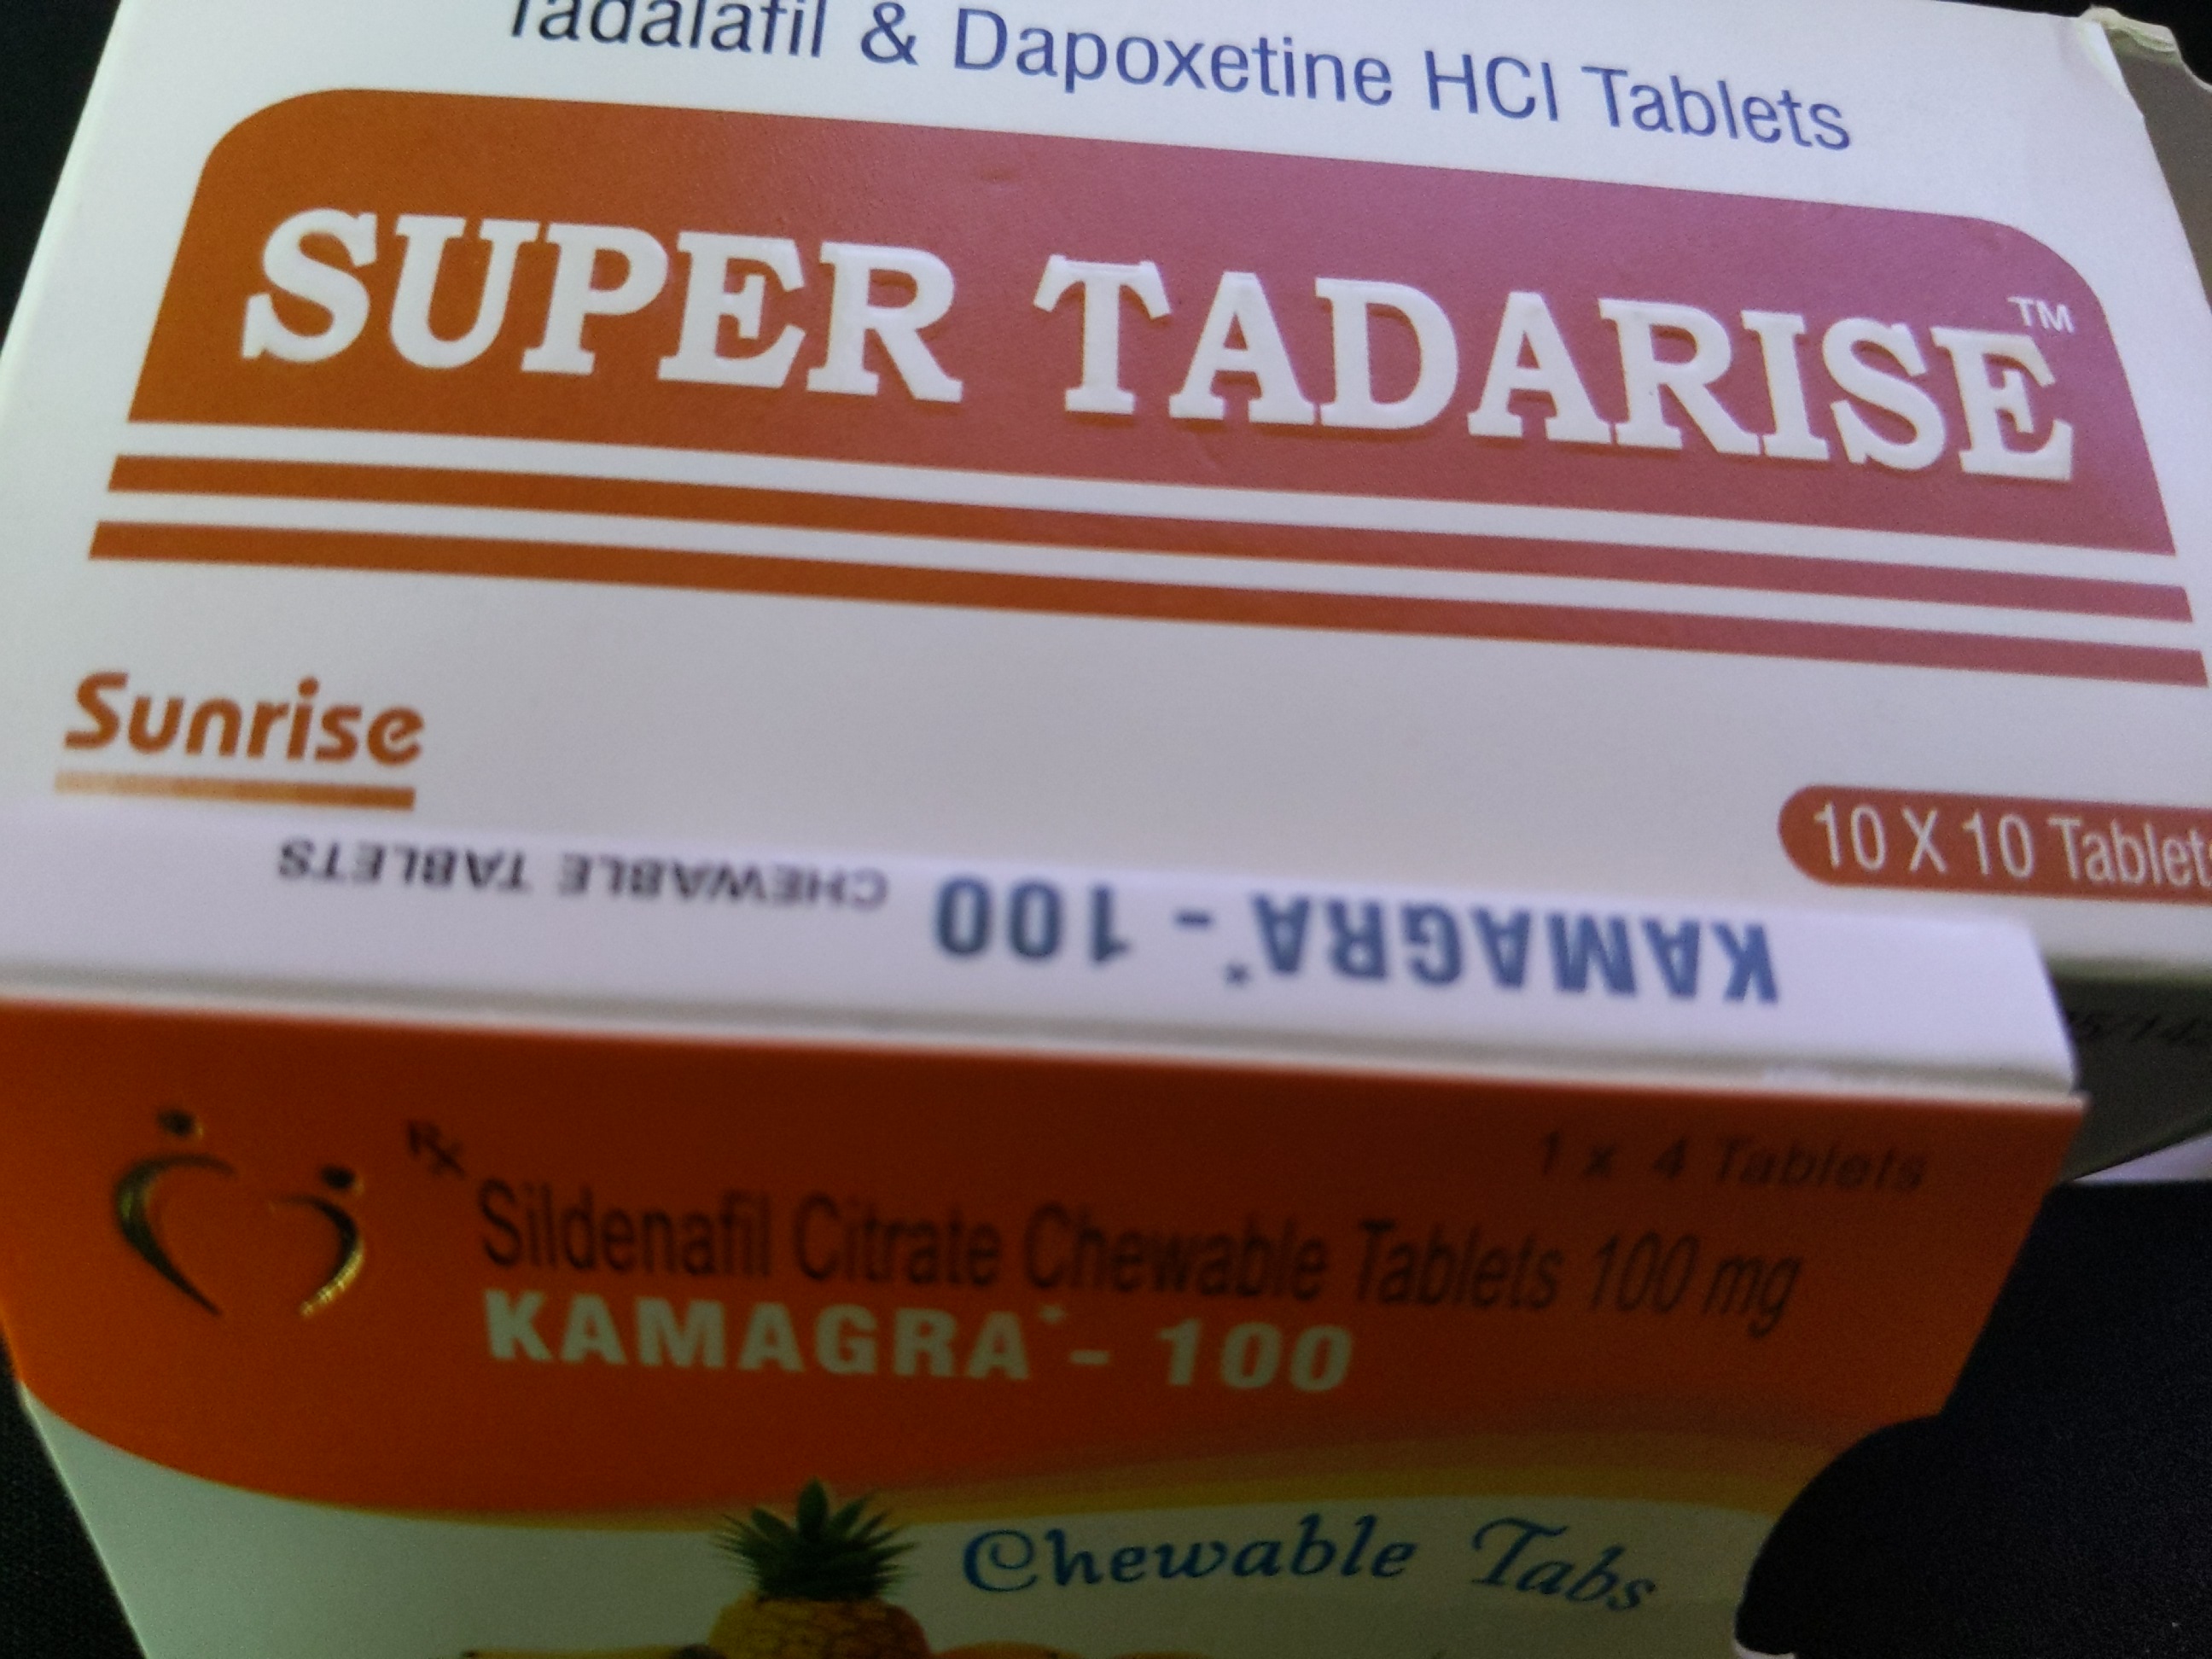 Tadalafil & Dapoxetine HCl Tablets
SUPER TADARISE™
Sunrise
10 X 10 Tablets
KAMAGRA* - 100 CHEWABLE TABLETS
1 x 4 Tablets
Rx Sildenafil Citrate Chewable Tablets 100 mg
KAMAGRA* - 100
Chewable Tabs